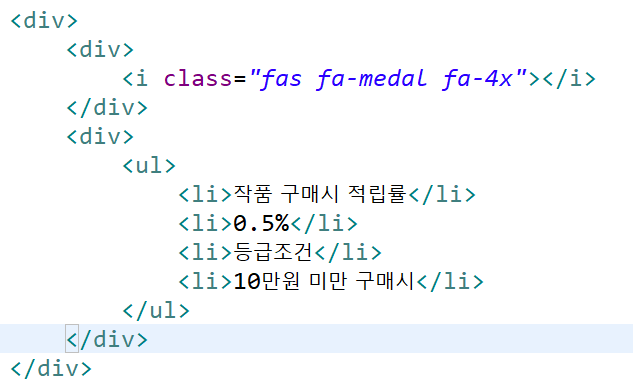 <div>
<div>
<i class="fas fa-medal fa-4x"></i>
</div>
<div>
<ul>
<li>작품 구매시 적립률</li>
<li>0.5%</li>
<li>등급조건</li>
<li>10만원 미만 구매시</li>
</ul>
</div>
</div>